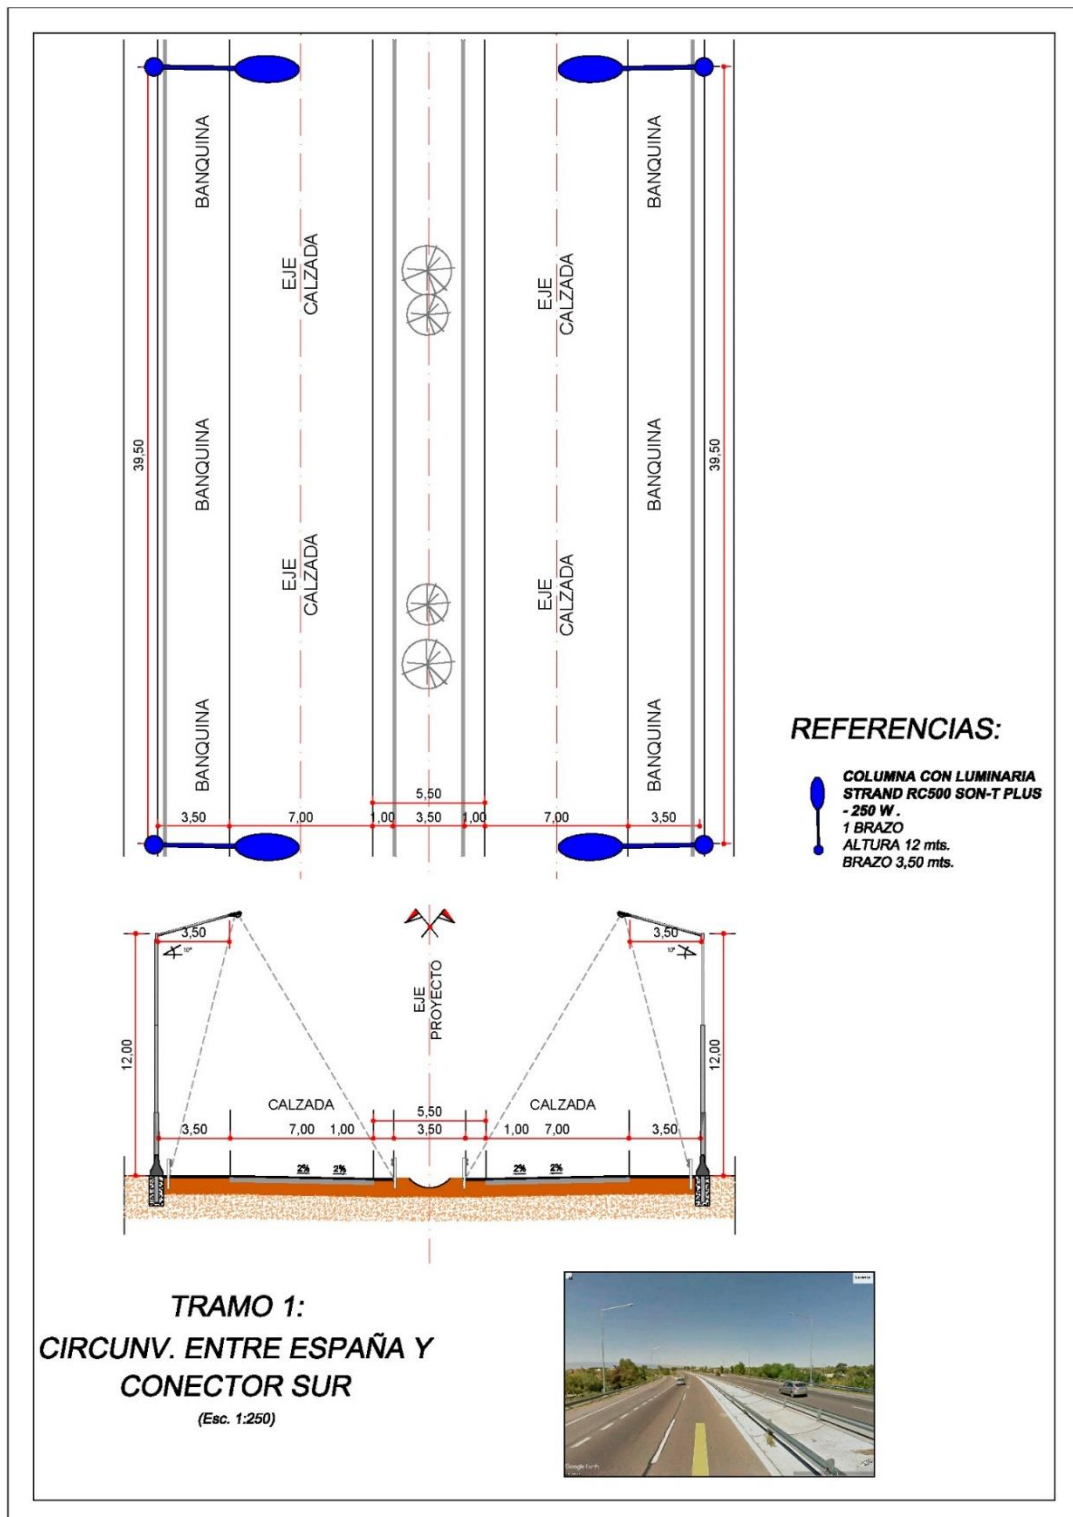 BANQUINA
BANQUINA
EJE
CALZADA
EJE
CALZADA
39,50
BANQUINA
BANQUINA
39,50
EJE
CALZADA
EJE
CALZADA
BANQUINA
BANQUINA
5,50
3,50 7,00 1,00 3,50 1,00 7,00 3,50
REFERENCIAS:
COLUMNA CON LUMINARIA
STRAND RC500 SON-T PLUS
- 250 W .
1 BRAZO
ALTURA 12 mts.
BRAZO 3,50 mts.
3,50
3,50
10°
10°
EJE
PROYECTO
12,00
12,00
CALZADA
CALZADA
5,50
3,50 7,00 1,00 3,50 1,00 7,00 3,50
2% 2% 2% 2%
TRAMO 1:
CIRCUNV. ENTRE ESPAÑA Y
CONECTOR SUR
(Esc. 1:250)
Google Earth